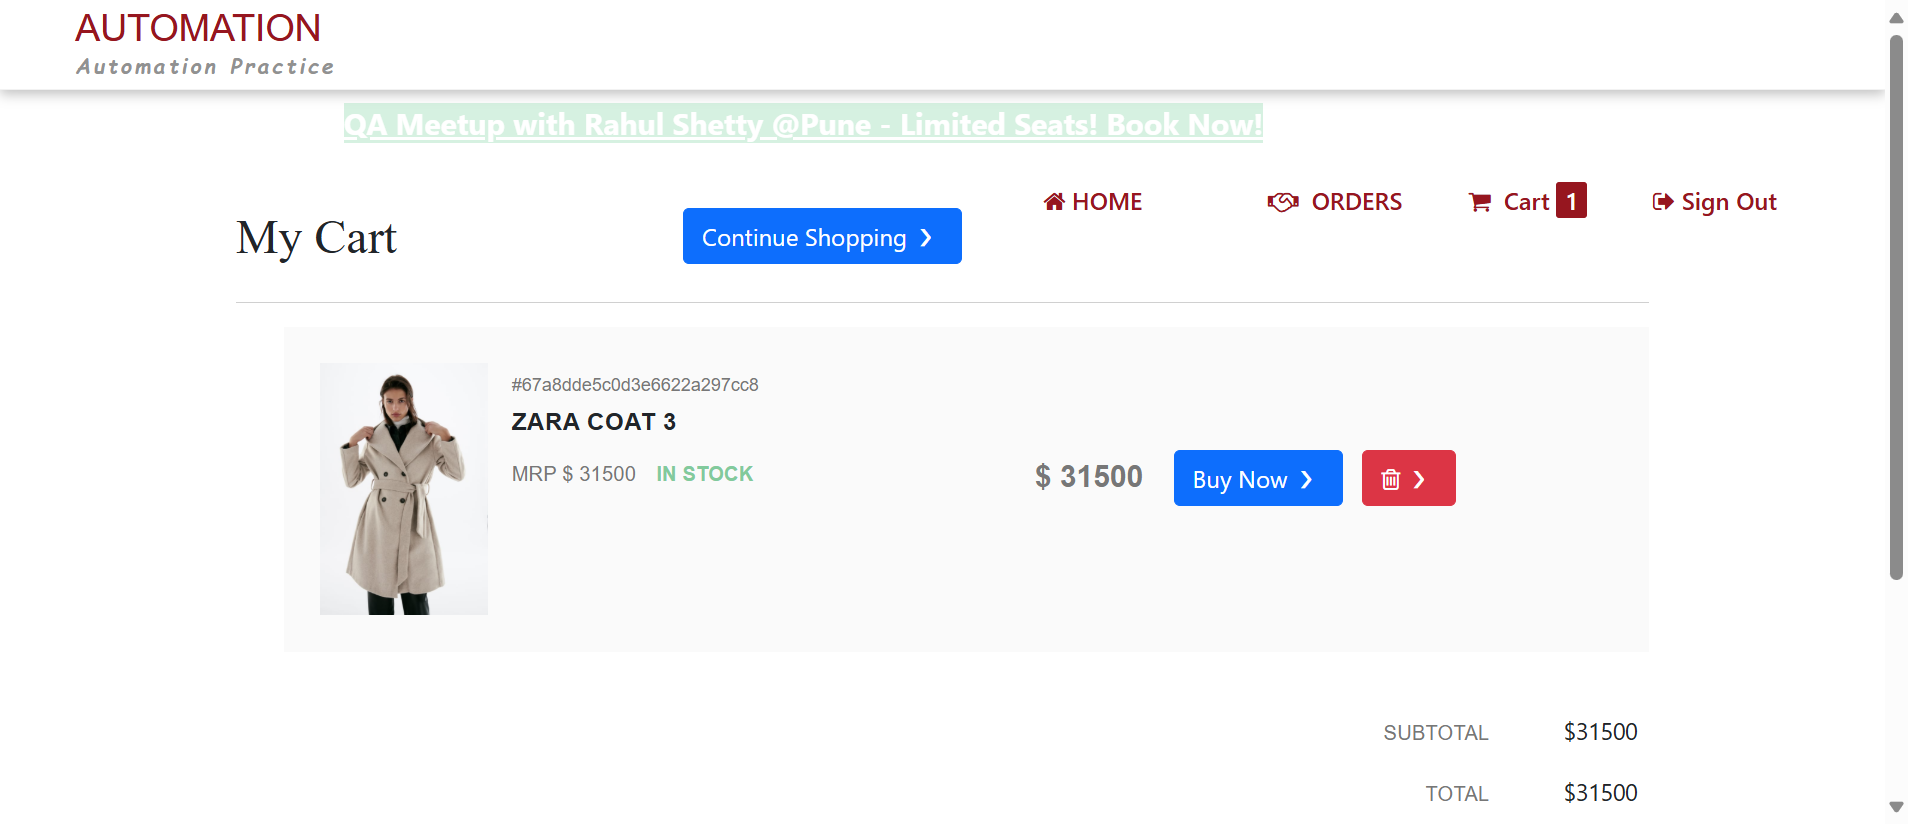 AUTOMATION
Automation Practice
QA Meetup with Rahul Shetty @Pune - Limited Seats! Book Now!
HOME
ORDERS
Cart 1
Sign Out
My Cart
Continue Shopping
#67a8dde5c0d3e6622a297cc8
ZARA COAT 3
MRP $ 31500 IN STOCK
$ 31500
Buy Now
SUBTOTAL $31500
TOTAL $31500